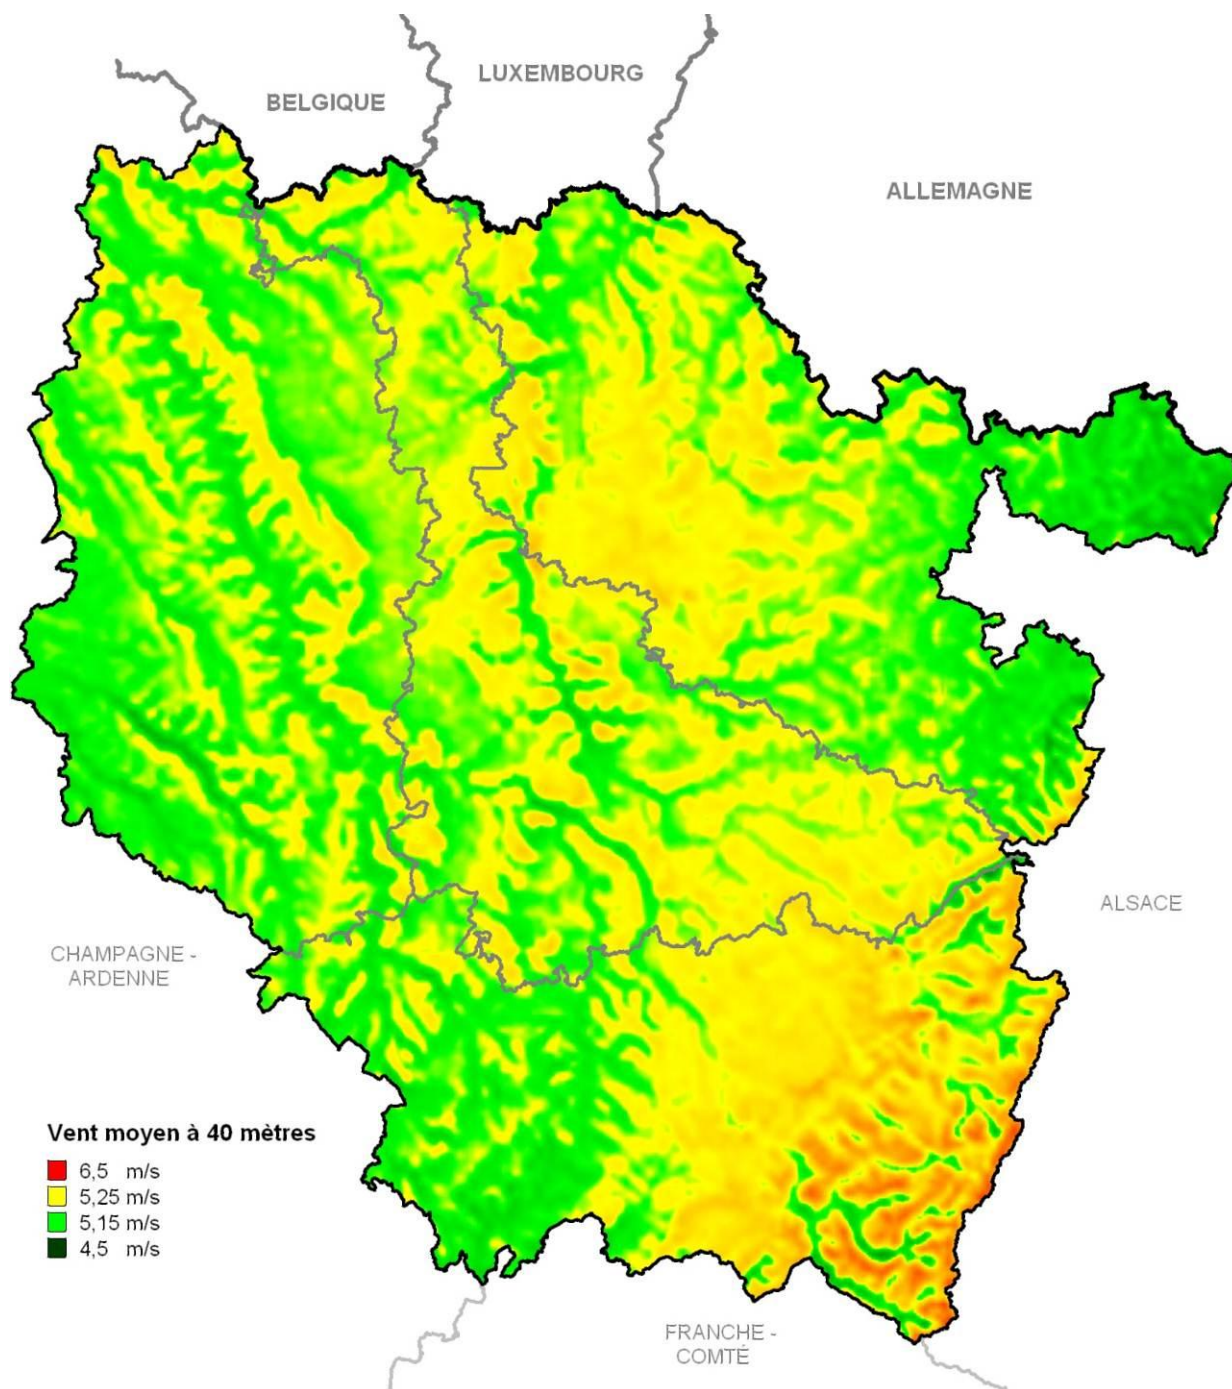 LUXEMBOURG
BELGIQUE
ALLEMAGNE
ALSACE
CHAMPAGNE -
ARDENNE
Vent moyen à 40 mètres
6,5 m/s
5,25 m/s
5,15 m/s
4,5 m/s
FRANCHE -
COMTÉ